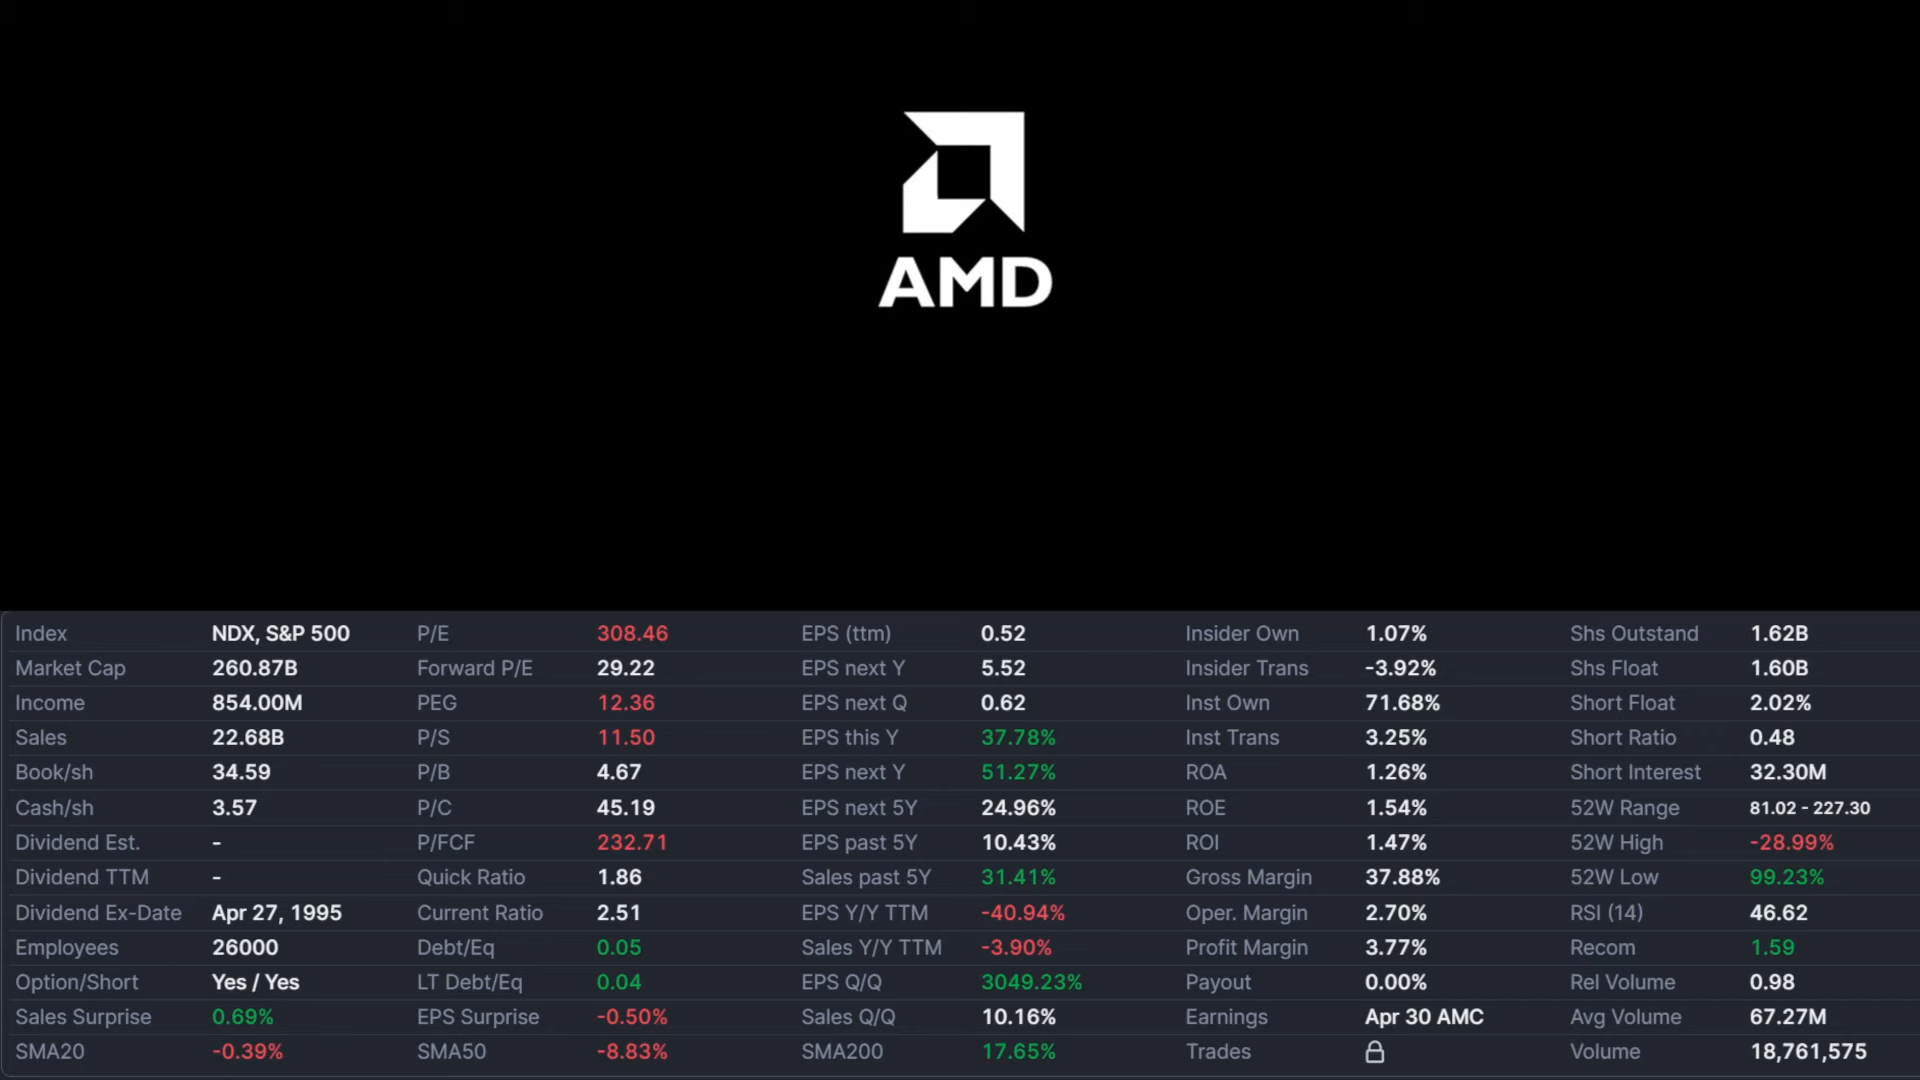 AMD
Index NDX, S&P 500 P/E 308.46 EPS (ttm) 0.52 Insider Own 1.07% Shs Outstand 1.62B
Market Cap 260.87B Forward P/E 29.22 EPS next Y 5.52 Insider Trans -3.92% Shs Float 1.60B
Income 854.00M PEG 12.36 EPS next Q 0.62 Inst Own 71.68% Short Float 2.02%
Sales 22.68B P/S 11.50 EPS this Y 37.78% Inst Trans 3.25% Short Ratio 0.48
Book/sh 34.59 P/B 4.67 EPS next Y 51.27% ROA 1.26% Short Interest 32.30M
Cash/sh 3.57 P/C 45.19 EPS next 5Y 24.96% ROE 1.54% 52W Range 81.02 - 227.30
Dividend Est. - P/FCF 232.71 EPS past 5Y 10.43% ROI 1.47% 52W High -28.99%
Dividend TTM - Quick Ratio 1.86 Sales past 5Y 31.41% Gross Margin 37.88% 52W Low 99.23%
Dividend Ex-Date Apr 27, 1995 Current Ratio 2.51 EPS Y/Y TTM -40.94% Oper. Margin 2.70% RSI (14) 46.62
Employees 26000 Debt/Eq 0.05 Sales Y/Y TTM -3.90% Profit Margin 3.77% Recom 1.59
Option/Short Yes / Yes LT Debt/Eq 0.04 EPS Q/Q 3049.23% Payout 0.00% Rel Volume 0.98
Sales Surprise 0.69% EPS Surprise -0.50% Sales Q/Q 10.16% Earnings Apr 30 AMC Avg Volume 67.27M
SMA20 -0.39% SMA50 -8.83% SMA200 17.65% Trades Volume 18,761,575